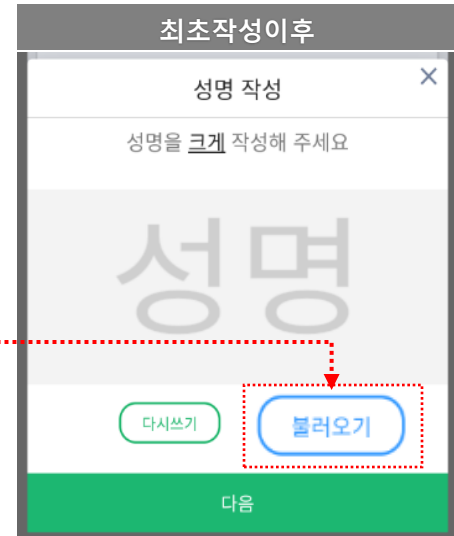 최초작성이후
성명 작성
성명을 크게 작성해 주세요
성명
다시쓰기 불러오기
다음